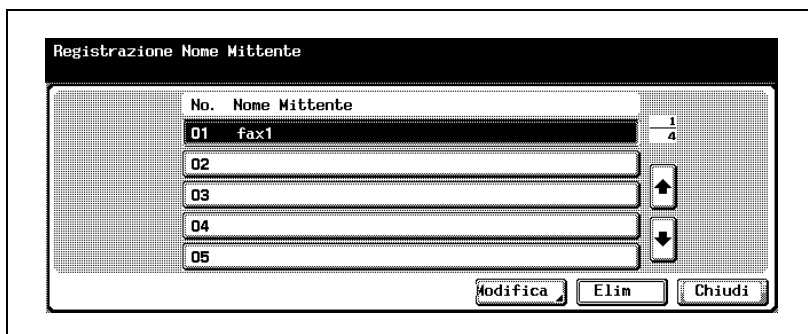 Registrazione Nome Mittente
No. Nome Mittente
01 fax1
1
4
02
03
04
05
Modifica Elim Chiudi